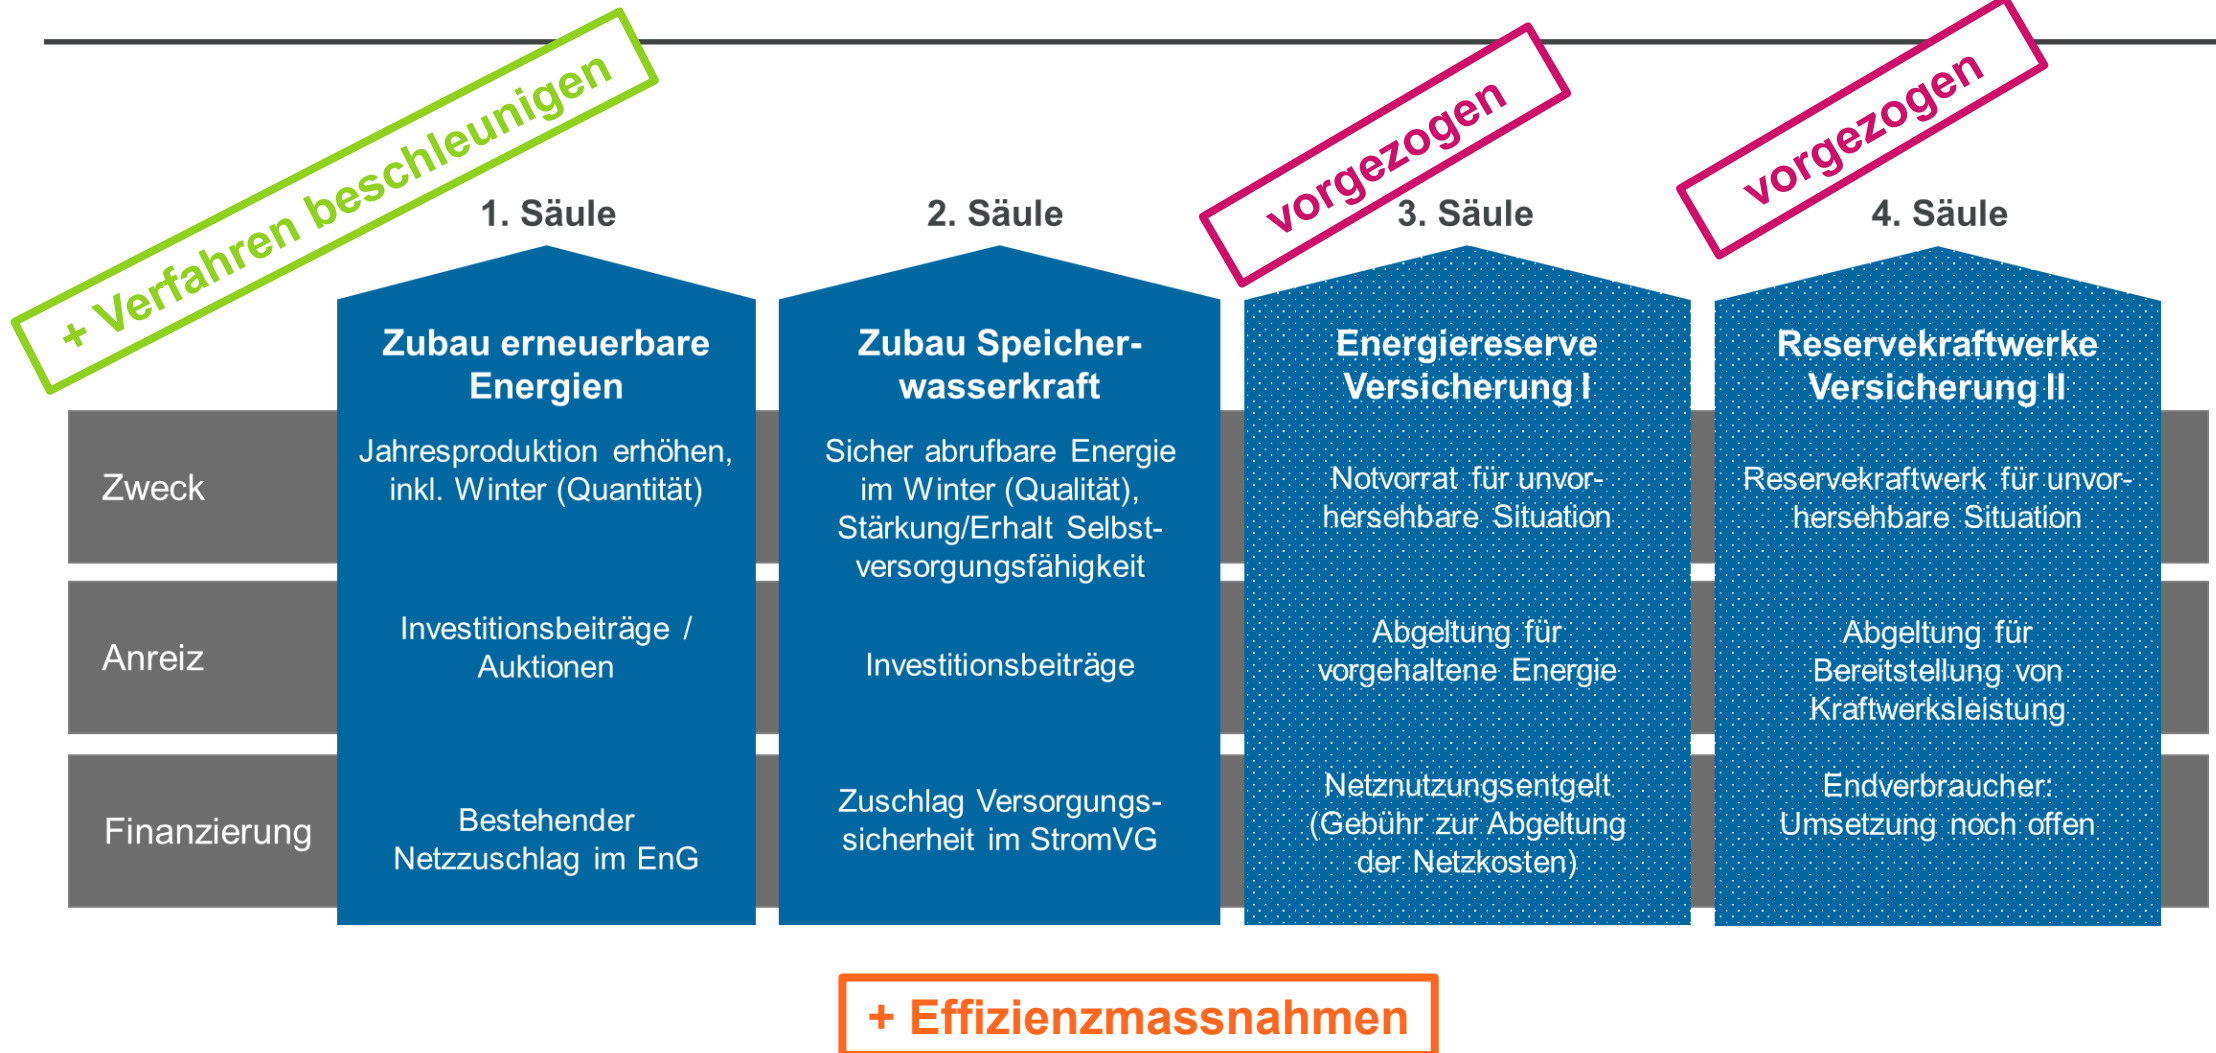 + Verfahren beschleunigen
vorgezogen
vorgezogen
1. Säule
2. Säule
3. Säule
4. Säule
Zubau erneuerbare
Energien
Zubau Speicher-
wasserkraft
Energiereserve
Versicherung I
Reservekraftwerke
Versicherung II
Zweck
Jahresproduktion erhöhen,
inkl. Winter (Quantität)
Sicher abrufbare Energie
im Winter (Qualität),
Stärkung/Erhalt Selbst-
versorgungsfähigkeit
Notvorrat für unvor-
hersehbare Situation
Reservekraftwerk für unvor-
hersehbare Situation
Anreiz
Investitionsbeiträge /
Auktionen
Investitionsbeiträge
Abgeltung für
vorgehaltene Energie
Abgeltung für
Bereitstellung von
Kraftwerksleistung
Finanzierung
Bestehender
Netzzuschlag im EnG
Zuschlag Versorgungs-
sicherheit im StromVG
Netznutzungsentgelt
(Gebühr zur Abgeltung
der Netzkosten)
Endverbraucher:
Umsetzung noch offen
+ Effizienzmassnahmen